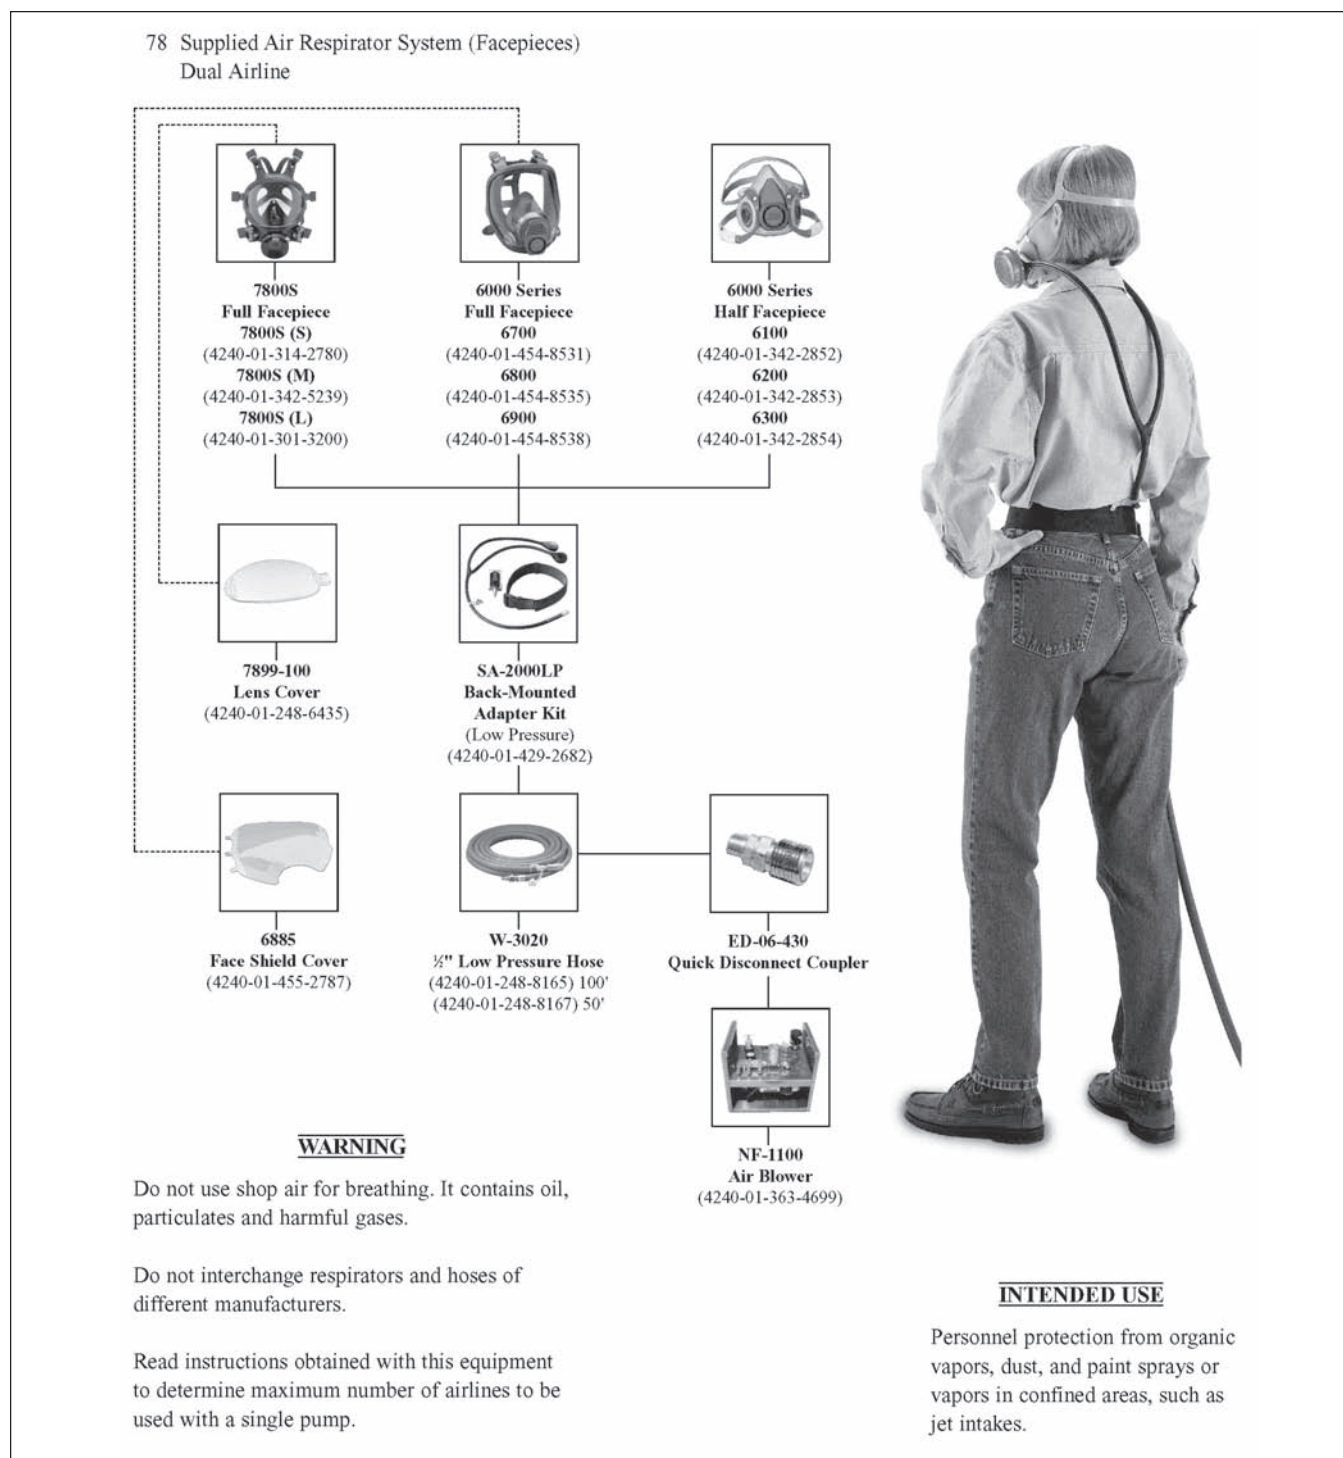 78 Supplied Air Respirator System (Facepieces)
Dual Airline
7800S
Full Facepiece
7800S (S)
(4240-01-314-2780)
7800S (M)
(4240-01-342-5239)
7800S (L)
(4240-01-301-3200)
6000 Series
Full Facepiece
6700
(4240-01-454-8531)
6800
(4240-01-454-8535)
6900
(4240-01-454-8538)
6000 Series
Half Facepiece
6100
(4240-01-342-2852)
6200
(4240-01-342-2853)
6300
(4240-01-342-2854)
7899-100
Lens Cover
(4240-01-248-6435)
SA-2000LP
Back-Mounted
Adapter Kit
(Low Pressure)
(4240-01-429-2682)
6885
Face Shield Cover
(4240-01-455-2787)
W-3020
½" Low Pressure Hose
(4240-01-248-8165) 100'
(4240-01-248-8167) 50'
ED-06-430
Quick Disconnect Coupler
NF-1100
Air Blower
(4240-01-363-4699)
WARNING
Do not use shop air for breathing. It contains oil,
particulates and harmful gases.
Do not interchange respirators and hoses of
different manufacturers.
Read instructions obtained with this equipment
to determine maximum number of airlines to be
used with a single pump.
INTENDED USE
Personnel protection from organic
vapors, dust, and paint sprays or
vapors in confined areas, such as
jet intakes.